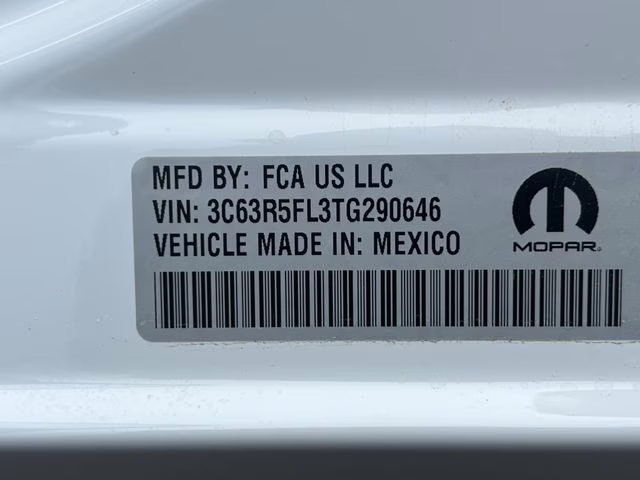 MFD BY: FCA US LLC
VIN: 3C63R5FL3TG290646
VEHICLE MADE IN: MEXICO
MOPAR